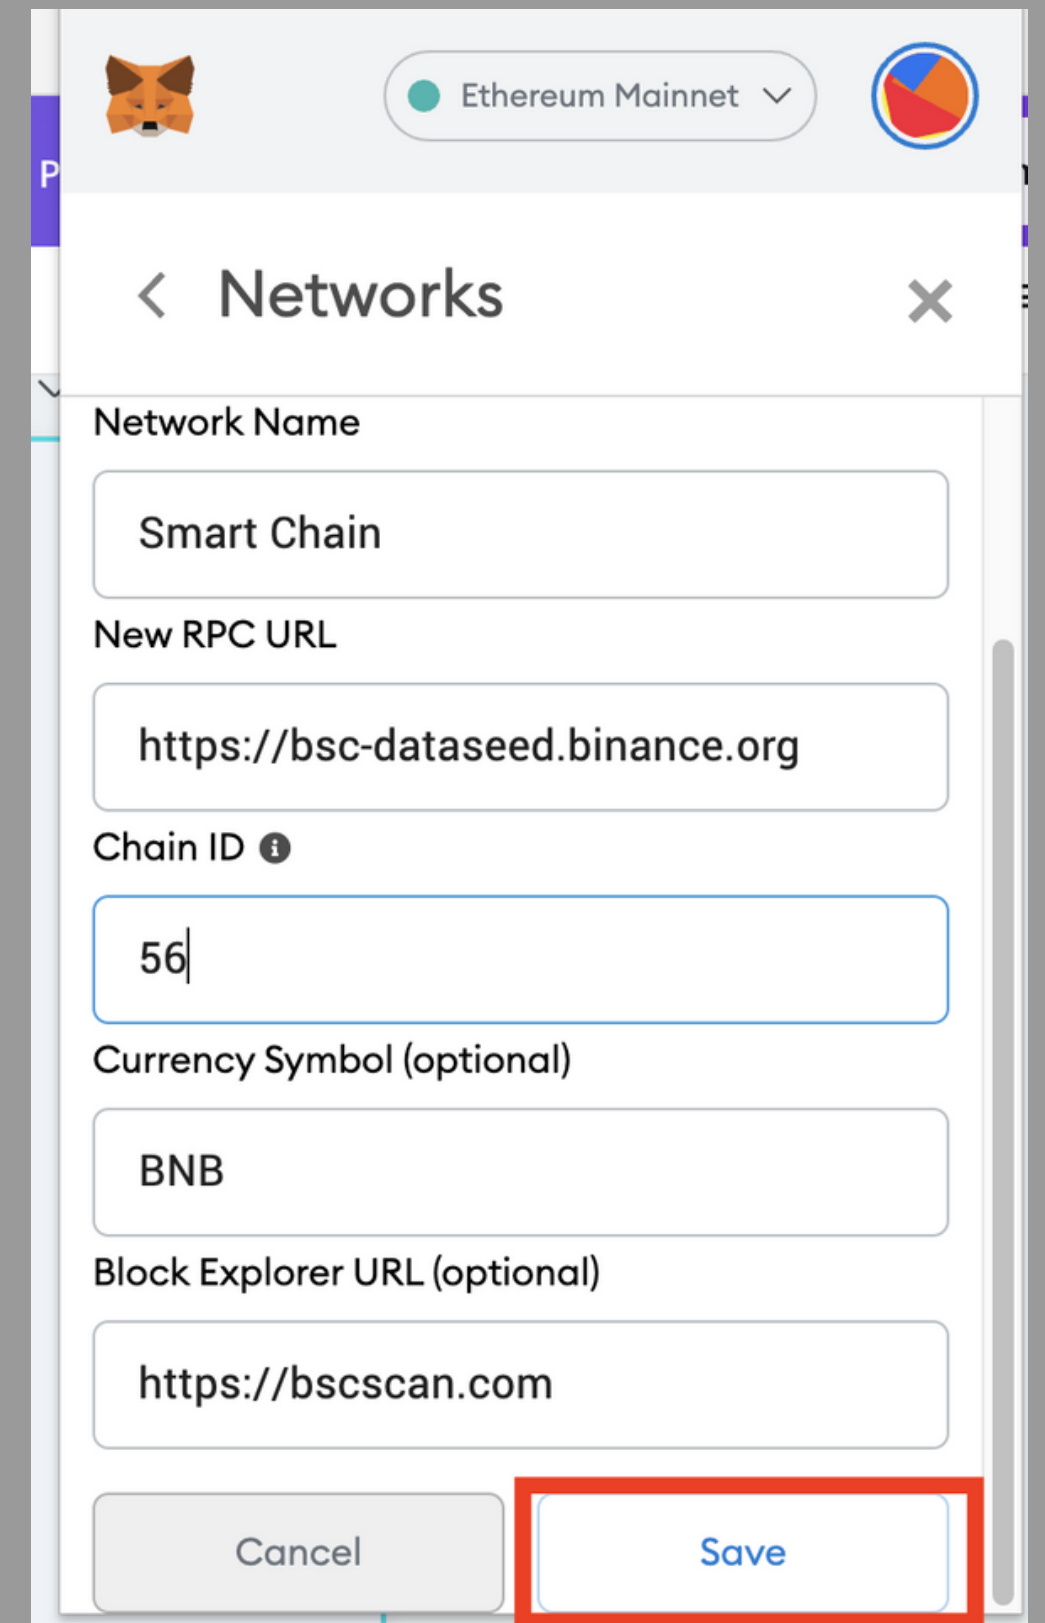 Ethereum Mainnet
P
Networks
Network Name
Smart Chain
New RPC URL
https://bsc-dataseed.binance.org
Chain ID
56
Currency Symbol (optional)
BNB
Block Explorer URL (optional)
https://bscscan.com
Cancel
Save